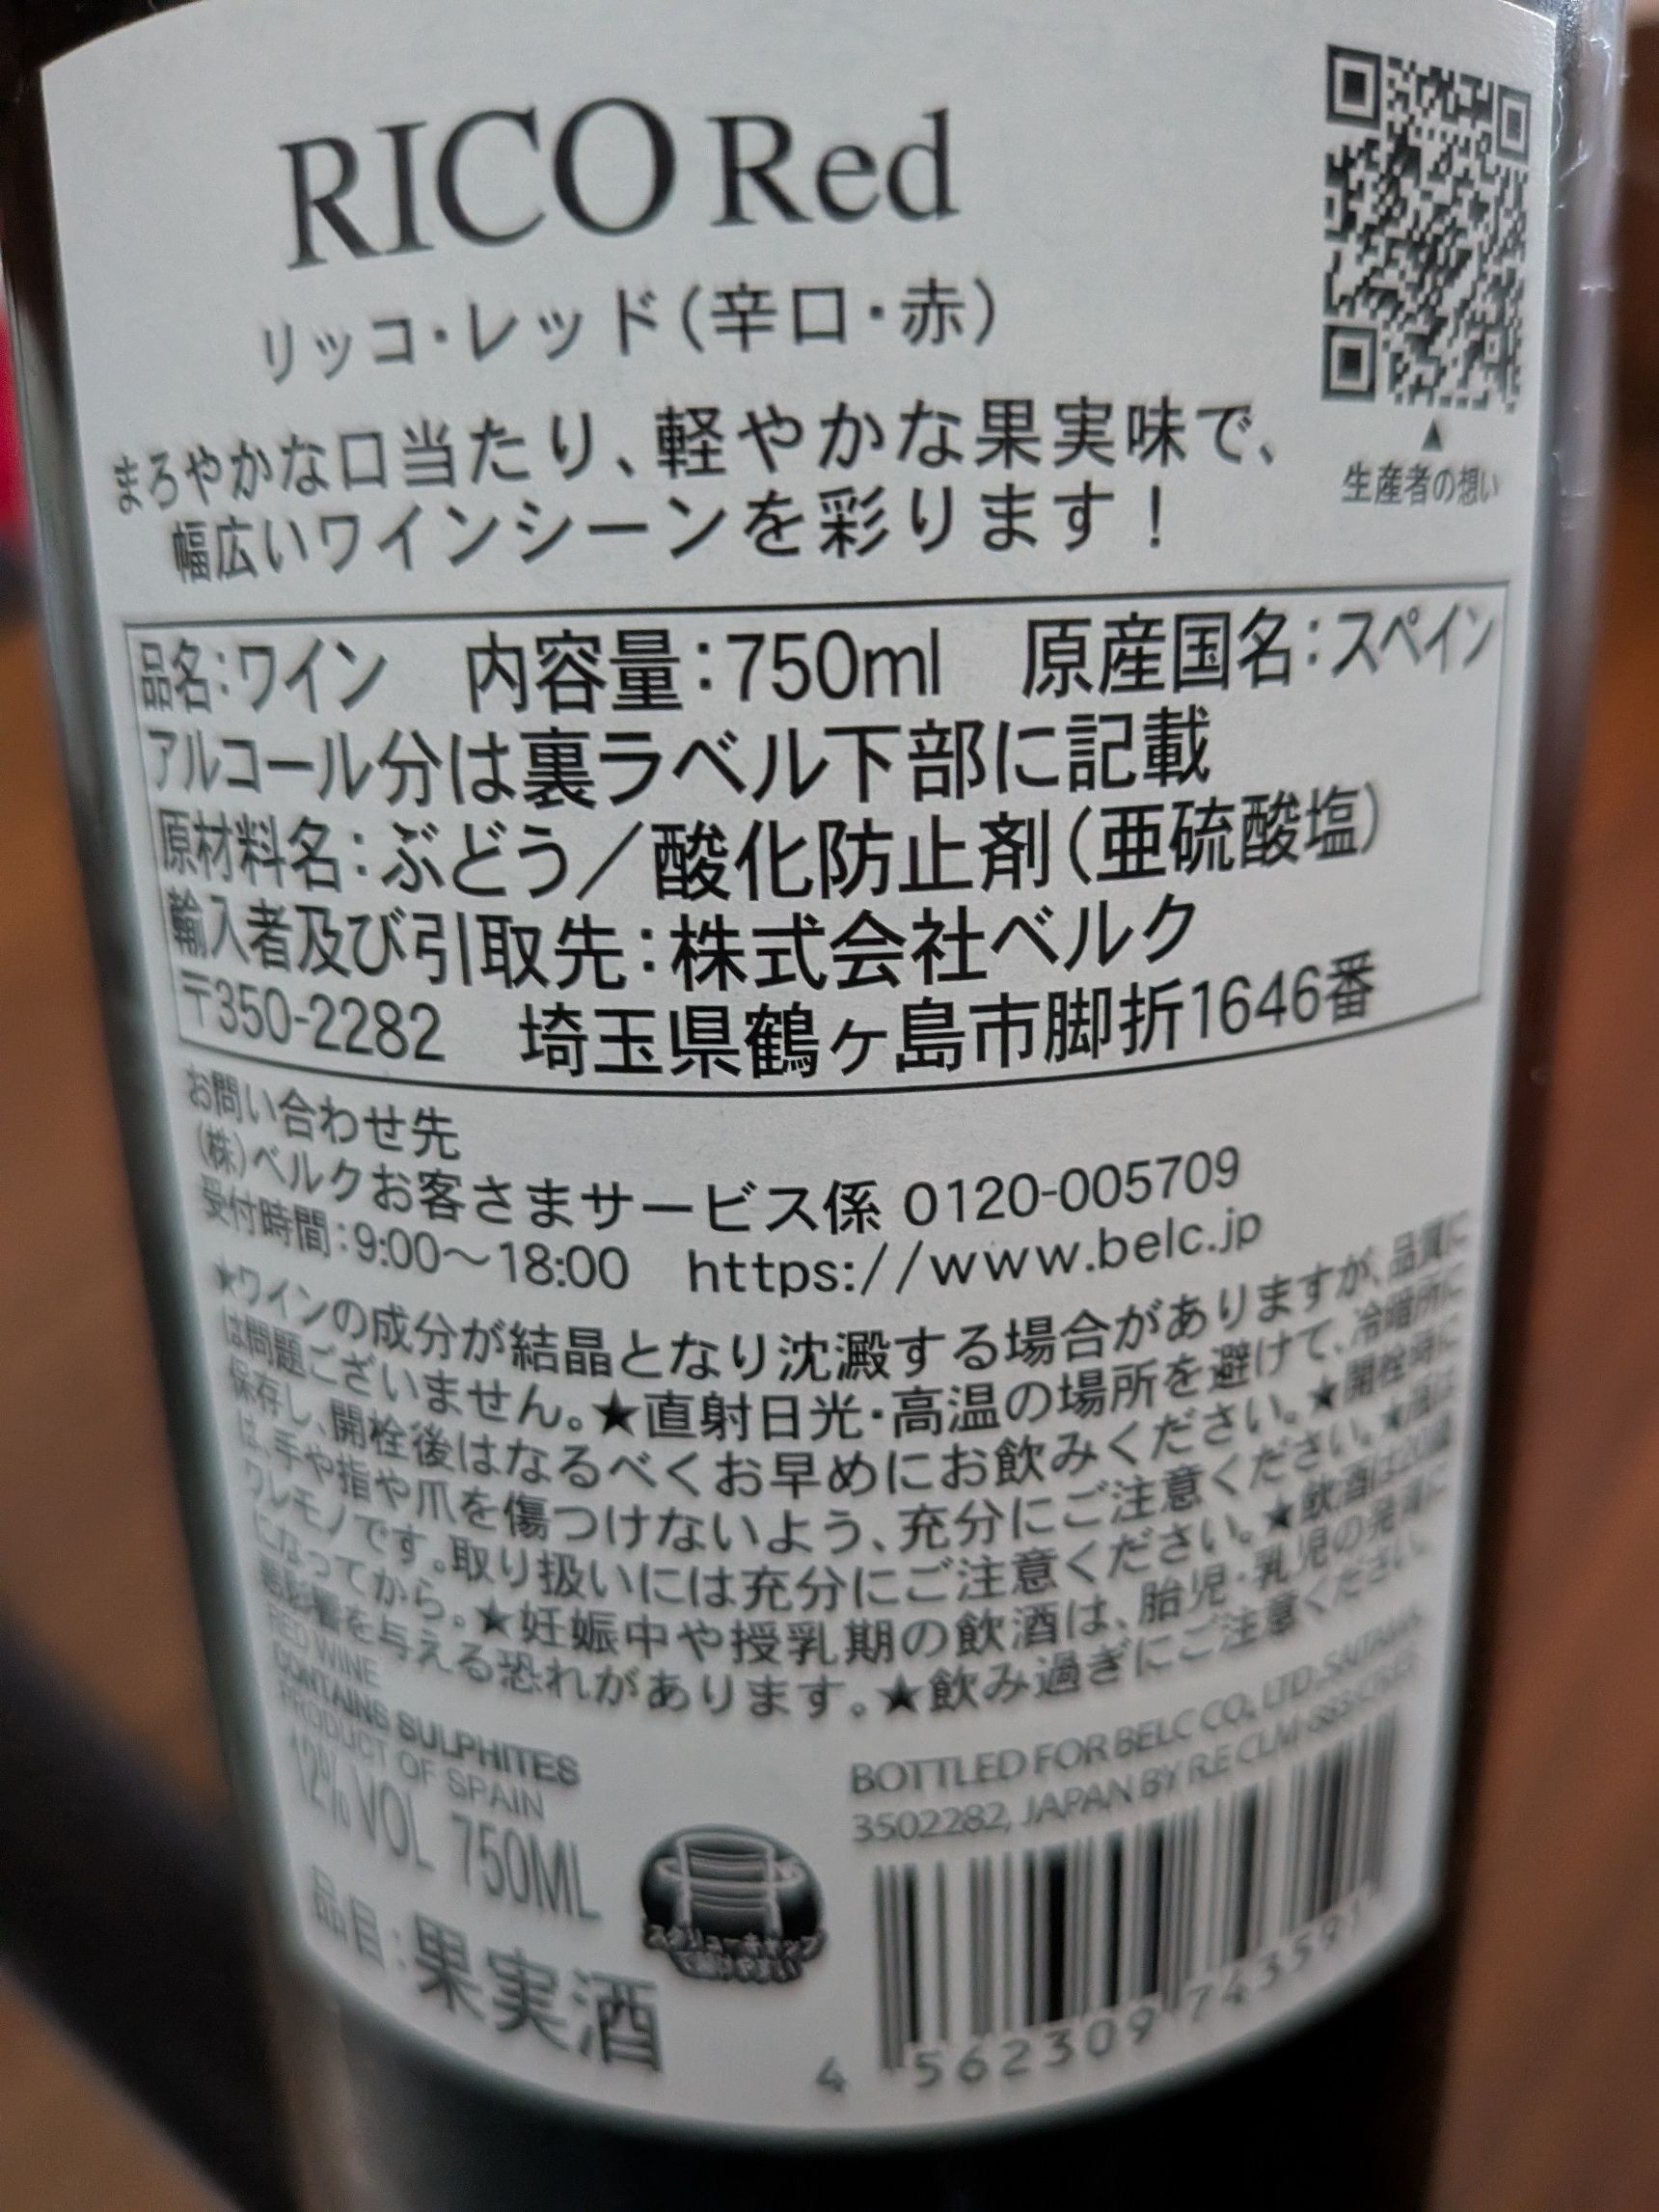 RICO Red
リッコ・レッド(辛口・赤)
まろやかな口当たり、軽やかな果実味で、
幅広いワインシーンを彩ります!
生産者の想い
品名:ワイン 内容量:750ml 原産国名:スペイン
アルコール分は裏ラベル下部に記載
原材料名:ぶどう/酸化防止剤(亜硫酸塩)
輸入者及び引取先:株式会社ベルク
〒350-2282 埼玉県鶴ヶ島市脚折1646番
お問い合わせ先
(株)ベルクお客さまサービス係 0120-005709
受付時間:9:00〜18:00 https://www.belc.jp
★ワインの成分が結晶となり沈澱する場合がありますが、品質に
は問題ございません。★直射日光・高温の場所を避けて、冷暗所に
保存し、開栓後はなるべくお早めにお飲みください。★開栓時に
は、手や指や爪を傷つけないよう、充分にご注意ください。★瓶は
ワレモノです。取り扱いには充分にご注意ください。★飲酒は20歳
になってから。★妊娠中や授乳期の飲酒は、胎児・乳児の発育に
悪影響を与える恐れがあります。★飲み過ぎにご注意ください。
RED WINE
CONTAINS SULPHITES
PRODUCT OF SPAIN
12% VOL 750ML
品目:果実酒
スクリューキャップ
BOTTLED FOR BELC CO., LTD. SAITAMA
3502282, JAPAN BY R.E CLM
4 562309 743591